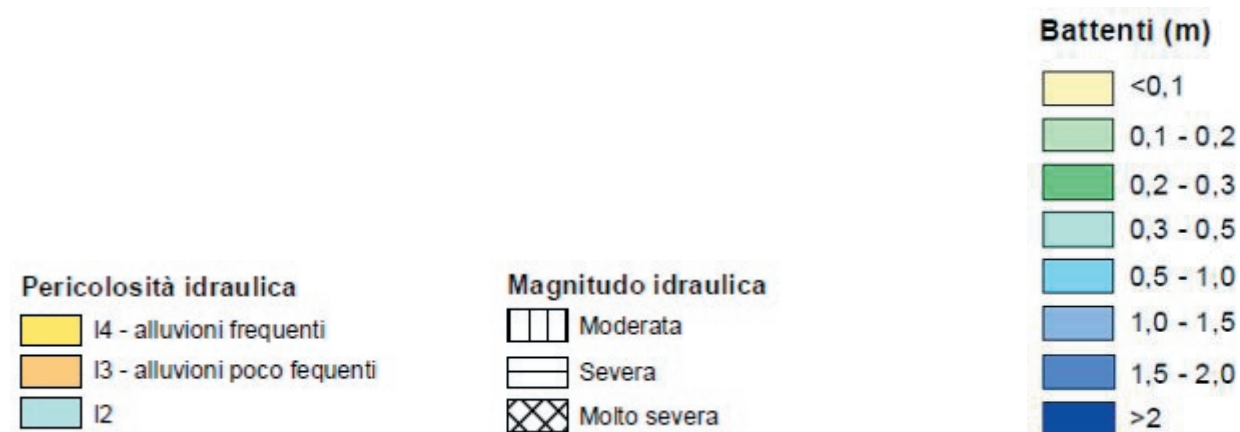 Pericolosità idraulica
I4 - alluvioni frequenti
I3 - alluvioni poco fequenti
I2
Magnitudo idraulica
Moderata
Severa
Molto severa
Battenti (m)
<0,1
0,1 - 0,2
0,2 - 0,3
0,3 - 0,5
0,5 - 1,0
1,0 - 1,5
1,5 - 2,0
>2